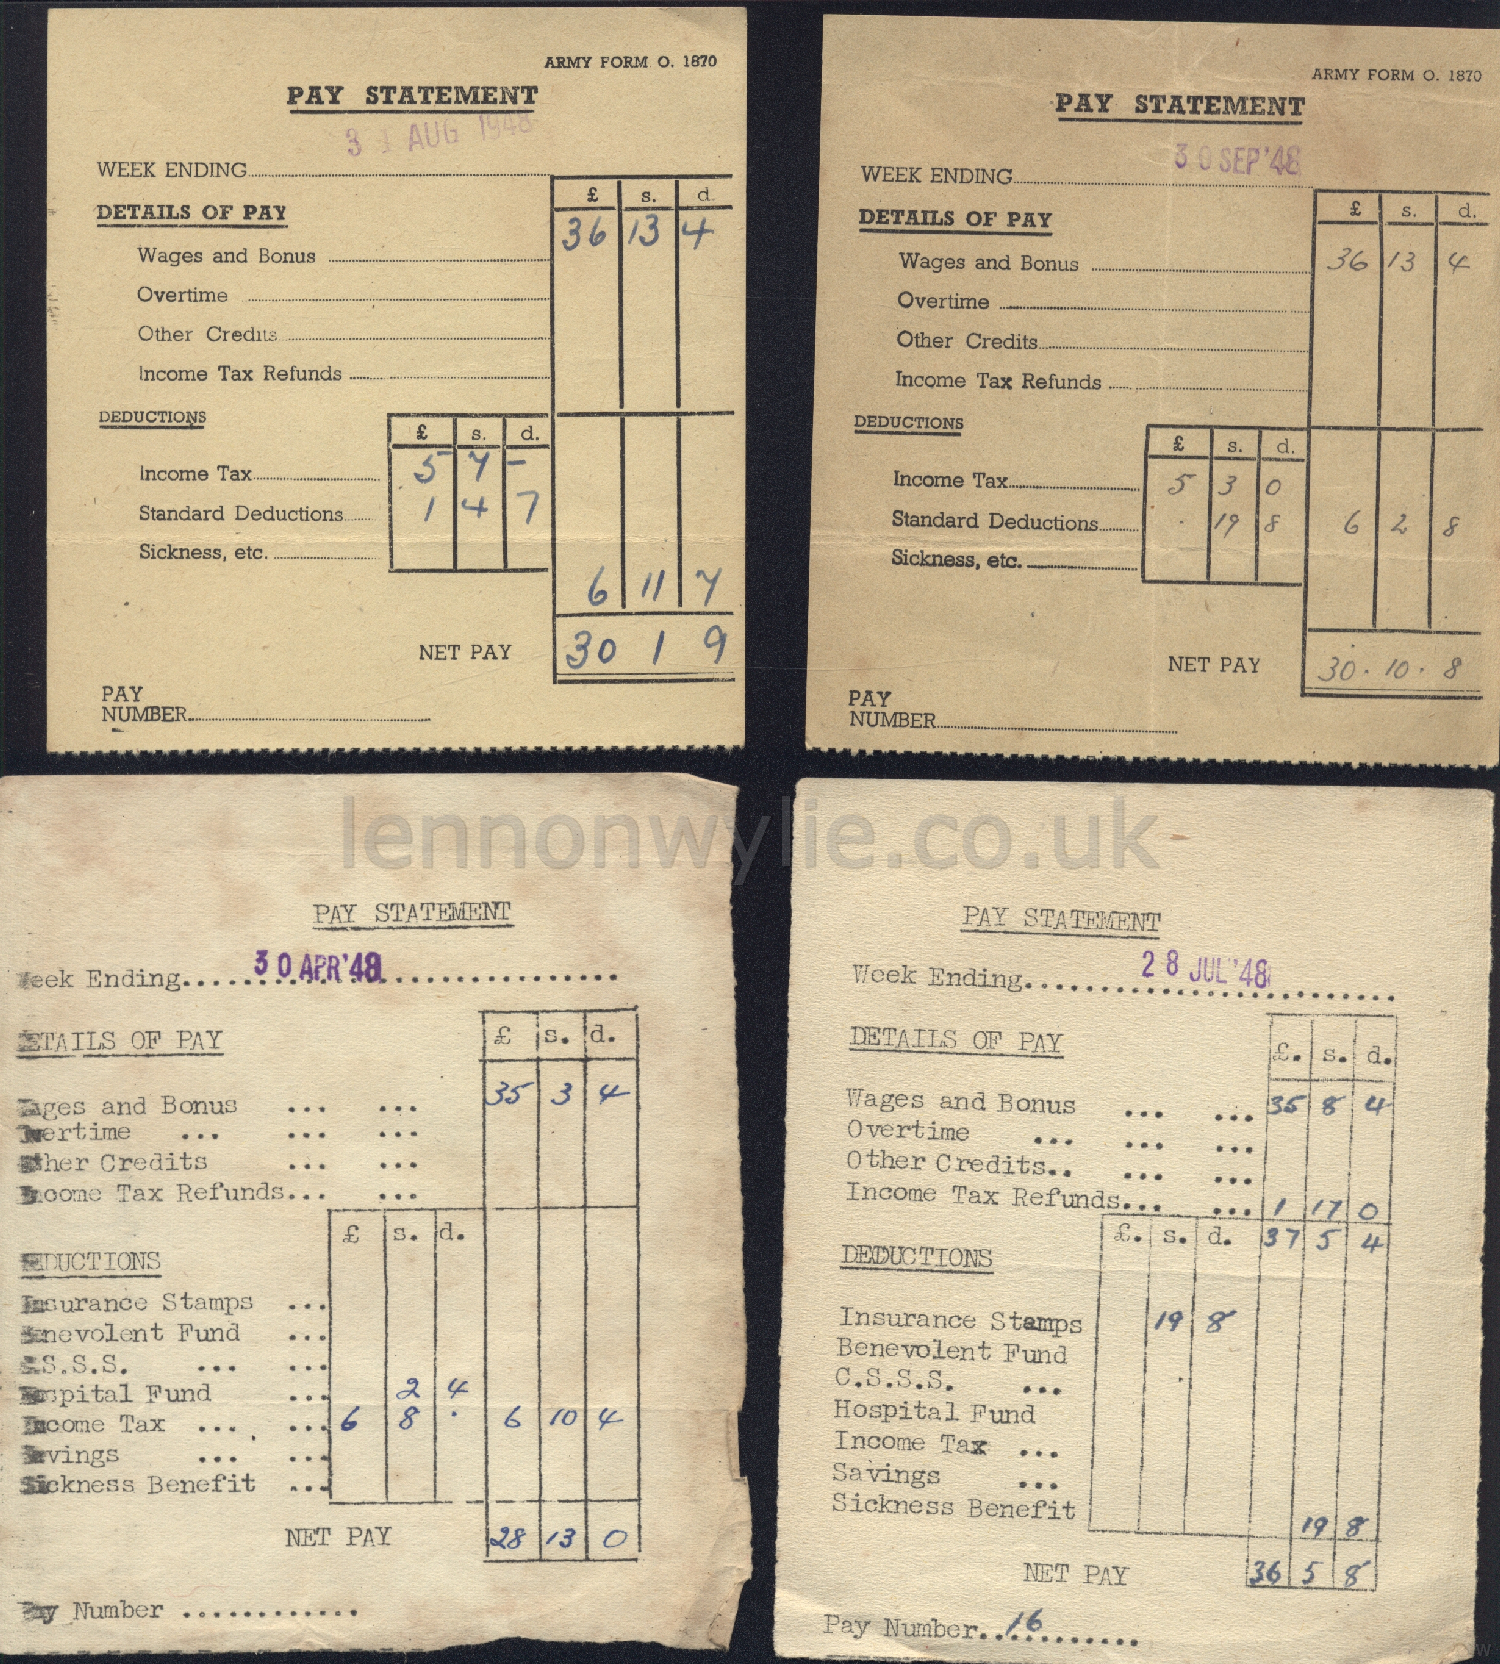 ARMY FORM O. 1870
PAY STATEMENT
31 AUG 1948
WEEK ENDING
£ s. d.
DETAILS OF PAY
36 13 4
Wages and Bonus
Overtime
Other Credits
Income Tax Refunds
DEDUCTIONS
£ s. d.
Income Tax 5 7 -
Standard Deductions 1 4 7
Sickness, etc.
6 11 7
NET PAY 30 1 9
PAY
NUMBER
ARMY FORM O. 1870
PAY STATEMENT
30 SEP '48
WEEK ENDING
£ s. d.
DETAILS OF PAY
Wages and Bonus 36 13 4
Overtime
Other Credits
Income Tax Refunds
DEDUCTIONS
£ s. d.
Income Tax 5 3 0
Standard Deductions . 19 8 6 2 8
Sickness, etc.
NET PAY 30 . 10 . 8
PAY
NUMBER
lennonwylie.co.uk
PAY STATEMENT
Week Ending 30 APR '48
DETAILS OF PAY £ s. d.
35 3 4
Wages and Bonus ... ...
Overtime ... ... ...
Other Credits ... ...
Income Tax Refunds... ...
£ s. d.
DEDUCTIONS
Insurance Stamps ...
Benevolent Fund ...
C.S.S.S. ... ...
Hospital Fund ... 2 4
Income Tax ... ... 6 8 . 6 10 4
Savings ... ...
Sickness Benefit ...
NET PAY 28 13 0
Pay Number ............
PAY STATEMENT
Week Ending 28 JUL '48
DETAILS OF PAY £. s. d.
Wages and Bonus ... ... 35 8 4
Overtime ... ... ...
Other Credits.. ... ...
Income Tax Refunds... ... 1 17 0
£. s. d. 37 5 4
DEDUCTIONS
Insurance Stamps 19 8
Benevolent Fund
C.S.S.S. ...
Hospital Fund
Income Tax ...
Savings ...
Sickness Benefit
19 8
NET PAY 36 5 8
Pay Number..16..........